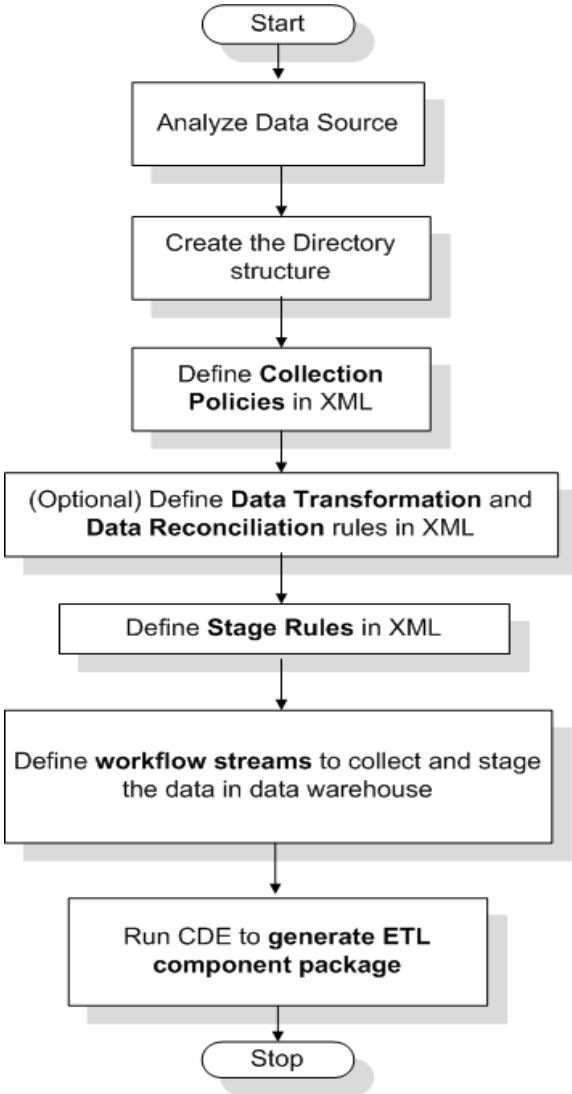 Start
Analyze Data Source
Create the Directory
structure
Define Collection
Policies in XML
(Optional) Define Data Transformation and
Data Reconciliation rules in XML
Define Stage Rules in XML
Define workflow streams to collect and stage
the data in data warehouse
Run CDE to generate ETL
component package
Stop